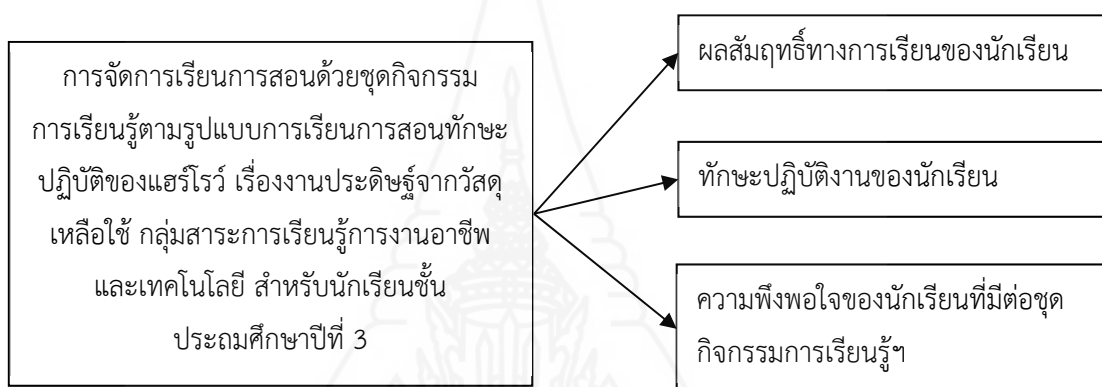 การจัดการเรียนการสอนด้วยชุดกิจกรรม
การเรียนรู้ตามรูปแบบการเรียนการสอนทักษะ
ปฏิบัติของแฮร์โรว์ เรื่องงานประดิษฐ์จากวัสดุ
เหลือใช้ กลุ่มสาระการเรียนรู้การงานอาชีพ
และเทคโนโลยี สำหรับนักเรียนชั้น
ประถมศึกษาปีที่ 3
ผลสัมฤทธิ์ทางการเรียนของนักเรียน
ทักษะปฏิบัติงานของนักเรียน
ความพึงพอใจของนักเรียนที่มีต่อชุด
กิจกรรมการเรียนรู้ฯ